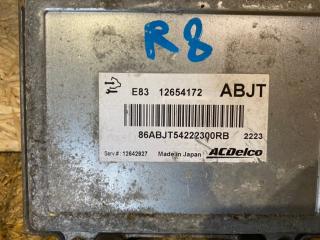 R8
E83 12654172 ABJT
86ABJT54222300RB 2223
Serv #: 12642927 Made in Japan ACDelco